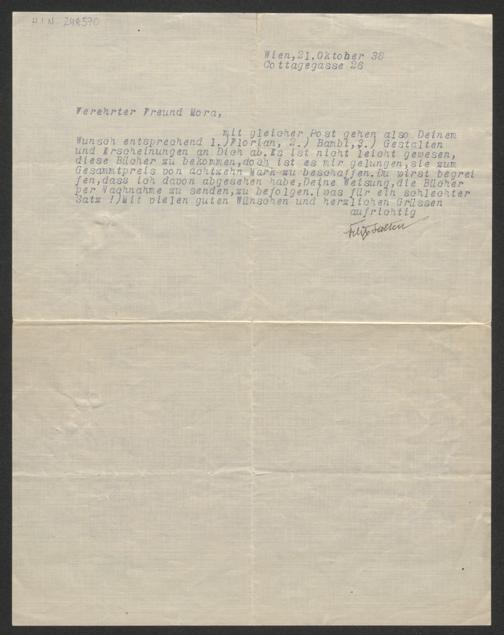 H.I.N. 248570
Wien,21.Oktober 38
Cottagegasse 26
Verehrter Freund Mora,
mit gleicher Post gehen also Deinem
Wunsch entsprechend 1.)Florian, 2.) Bambi,3.) Gestalten
und Erscheinungen an Dich ab.Es ist nicht leicht gewesen,
diese Bücher zu bekommen,doch ist es mir gelungen,sie zum
Gesammtpreis von achtzehn Mark zu beschaffen.Du wirst begrei
fen,dass ich davon abgesehen habe,Deine Weisung,die Bücher
per Nachnahme zu senden,zu befolgen.(was für ein schlechter
Satz !)Mit vielen guten Wünschen und herzlichen Grüssen
aufrichtig
Felix Salten